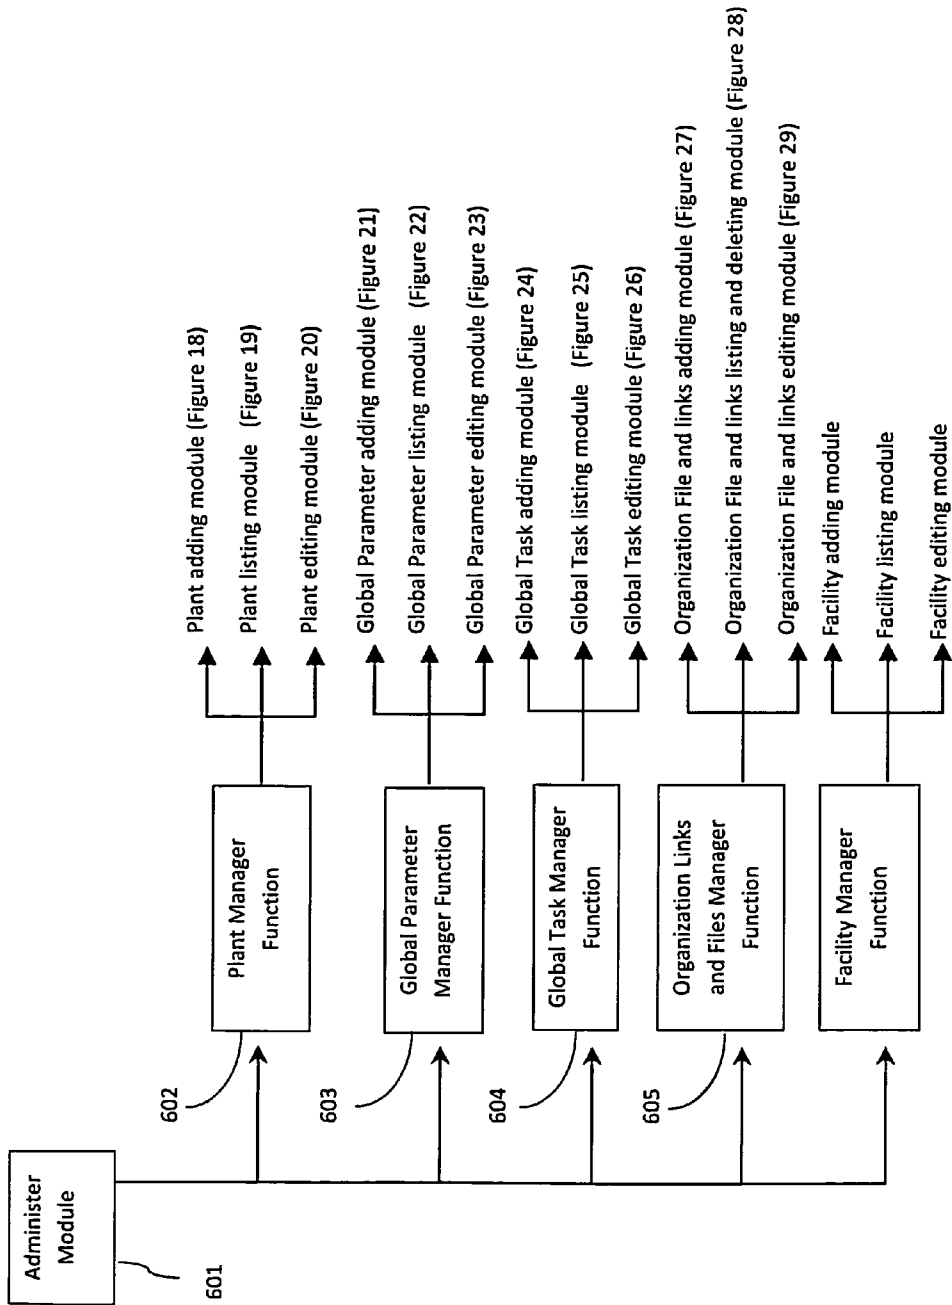 Administer
Module
601
602
Plant Manager
Function
Plant adding module (Figure 18)
Plant listing module (Figure 19)
Plant editing module (Figure 20)
603
Global Parameter
Manager Function
Global Parameter adding module (Figure 21)
Global Parameter listing module (Figure 22)
Global Parameter editing module (Figure 23)
604
Global Task Manager
Function
Global Task adding module (Figure 24)
Global Task listing module (Figure 25)
Global Task editing module (Figure 26)
605
Organization Links
and Files Manager
Function
Organization File and links adding module (Figure 27)
Organization File and links listing and deleting module (Figure 28)
Organization File and links editing module (Figure 29)
Facility Manager
Function
Facility adding module
Facility listing module
Facility editing module